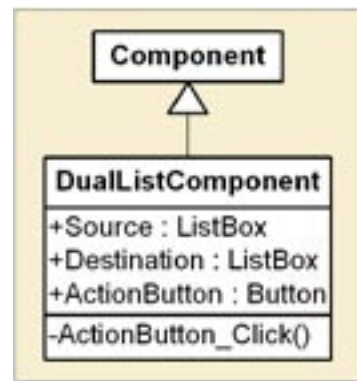 Component
DualListComponent
+Source : ListBox
+Destination : ListBox
+ActionButton : Button
-ActionButton_Click()